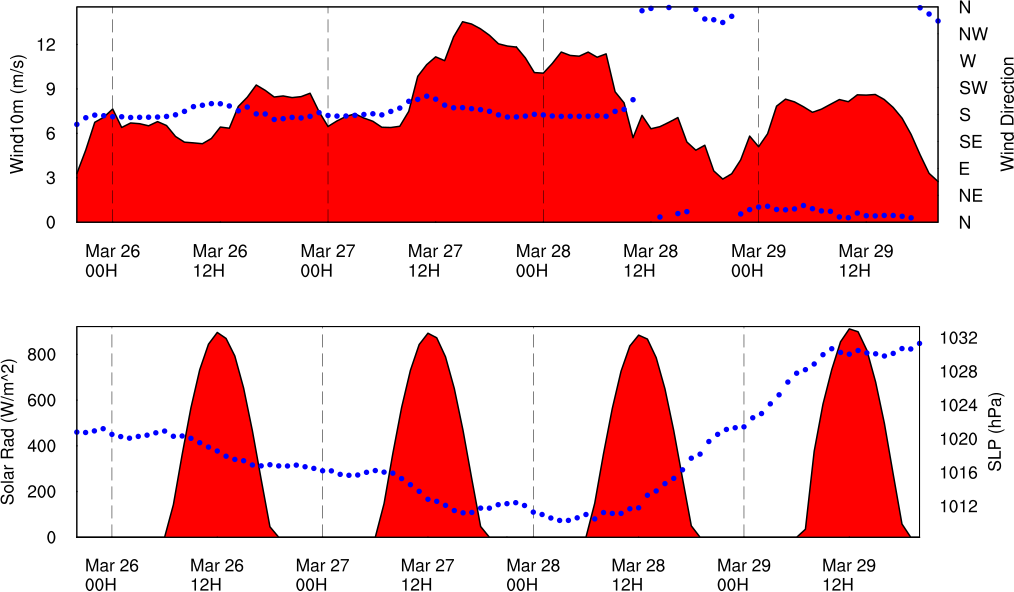 Wind10m (m/s)
12
9
6
3
0
N
NW
W
SW
S
SE
E
NE
N
Wind Direction
Mar 26 Mar 26 Mar 27 Mar 27 Mar 28 Mar 28 Mar 29 Mar 29
00H 12H 00H 12H 00H 12H 00H 12H
Solar Rad (W/m^2)
800
600
400
200
0
1032
1028
1024
1020
1016
1012
SLP (hPa)
Mar 26 Mar 26 Mar 27 Mar 27 Mar 28 Mar 28 Mar 29 Mar 29
00H 12H 00H 12H 00H 12H 00H 12H